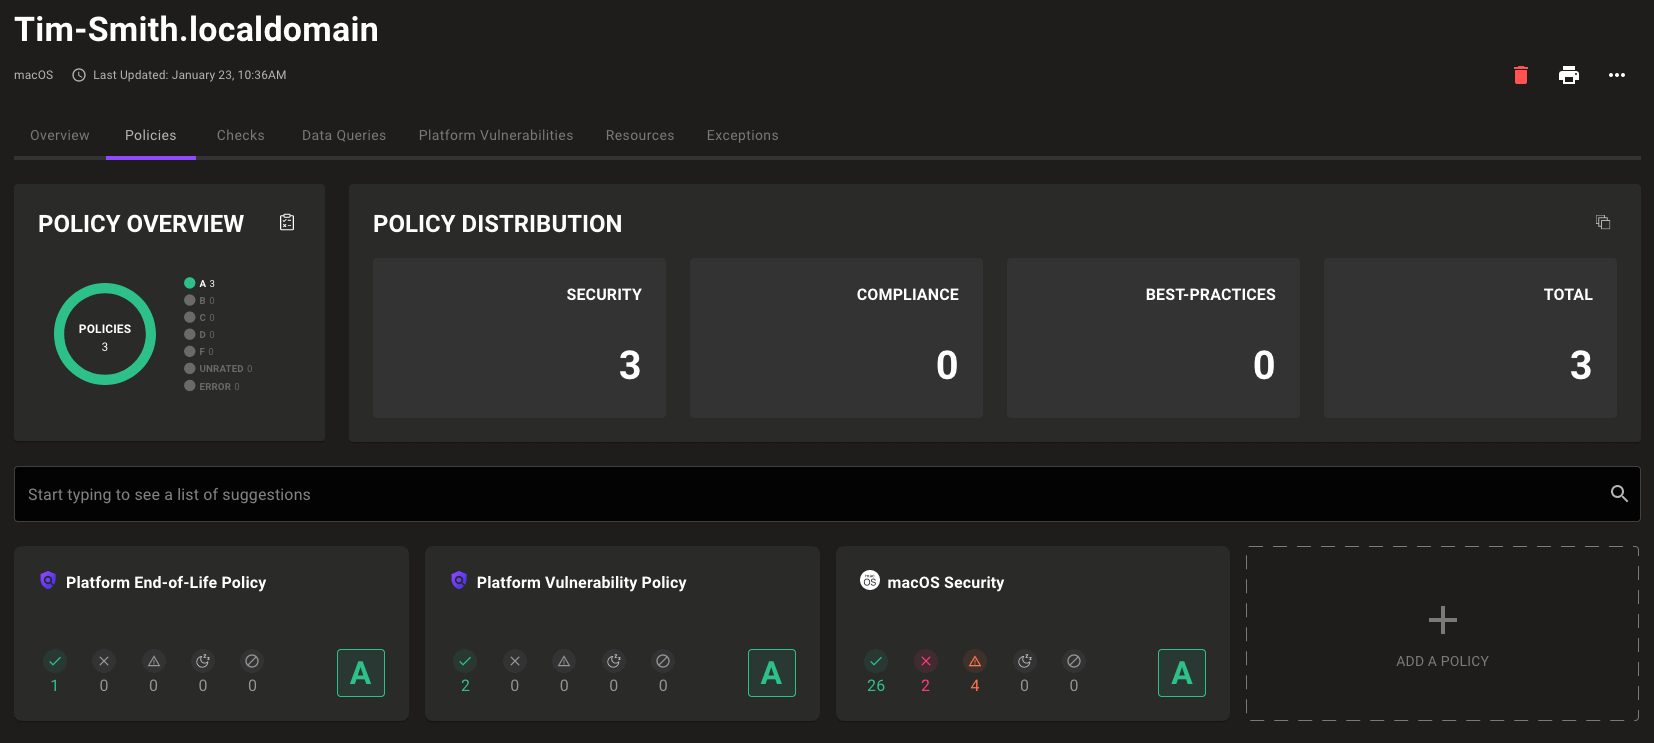 Tim-Smith.localdomain
macOS Last Updated: January 23, 10:36AM
Overview Policies Checks Data Queries Platform Vulnerabilities Resources Exceptions
POLICY OVERVIEW
POLICIES
3
A 3
B 0
C 0
D 0
F 0
UNRATED 0
ERROR 0
POLICY DISTRIBUTION
SECURITY
3
COMPLIANCE
0
BEST-PRACTICES
0
TOTAL
3
Start typing to see a list of suggestions
Platform End-of-Life Policy
1 0 0 0 0
A
Platform Vulnerability Policy
2 0 0 0 0
A
OS macOS Security
26 2 4 0 0
A
ADD A POLICY